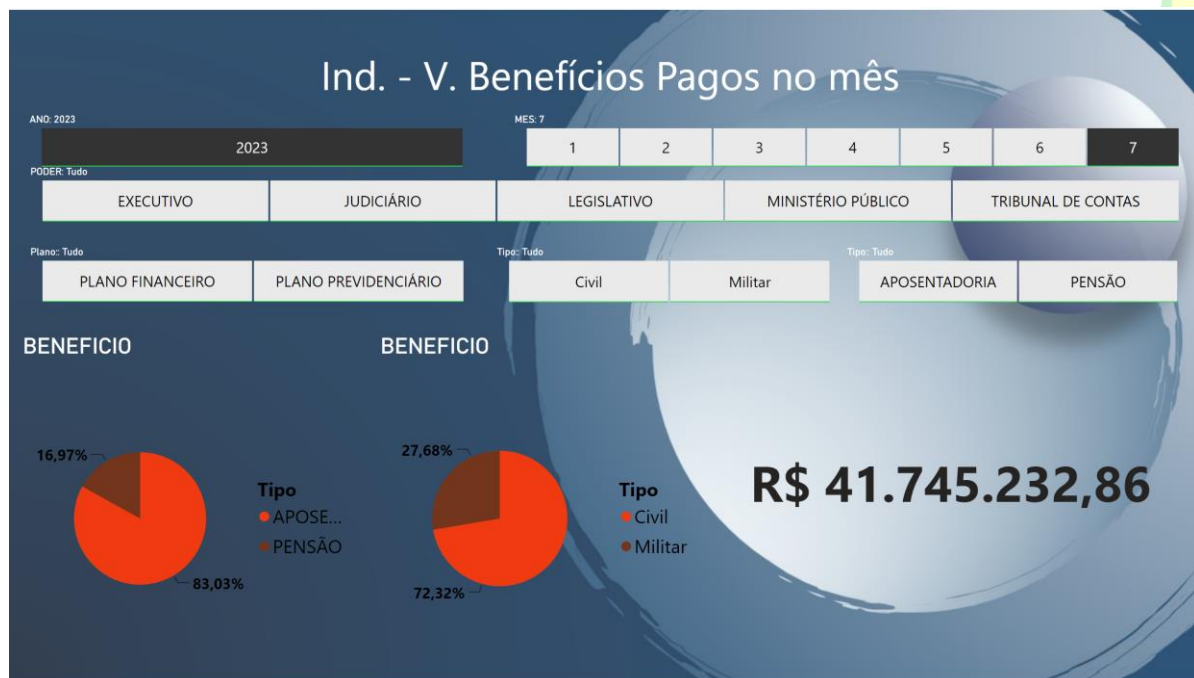 Ind. - V. Benefícios Pagos no mês
ANO: 2023
MES: 7
2023
1 2 3 4 5 6 7
PODER: Tudo
EXECUTIVO JUDICIÁRIO LEGISLATIVO MINISTÉRIO PÚBLICO TRIBUNAL DE CONTAS
Plano:: Tudo
Tipo: Tudo
Tipo: Tudo
PLANO FINANCEIRO PLANO PREVIDENCIÁRIO
Civil Militar
APOSENTADORIA PENSÃO
BENEFICIO
16,97%
83,03%
Tipo
APOSE...
PENSÃO
BENEFICIO
27,68%
72,32%
Tipo
Civil
Militar
R$ 41.745.232,86